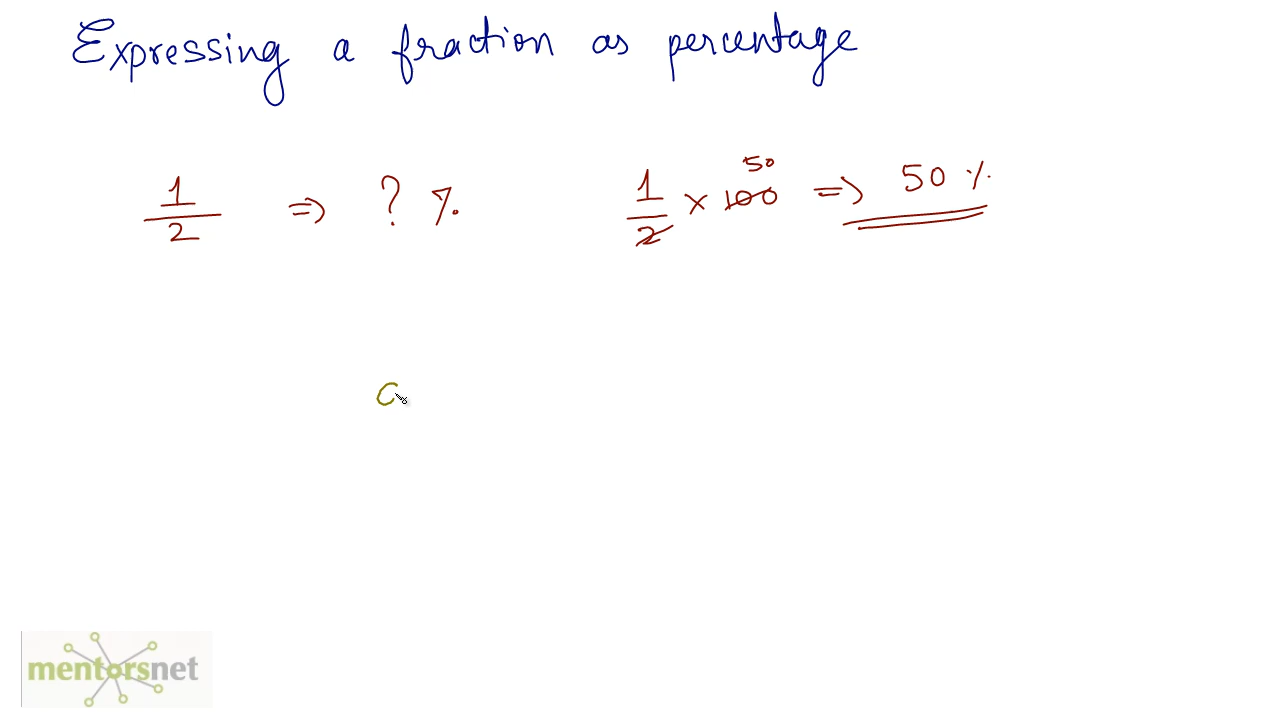 Expressing a fraction as percentage
1/2 ⇒ ? % 1/2 × 100 50 ⇒ 50 %
a
mentorsnet